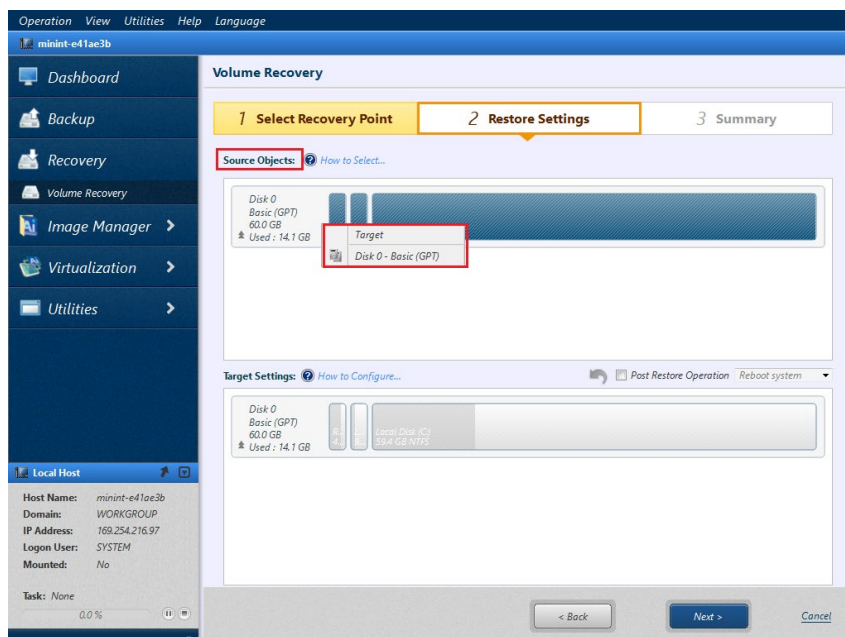 Operation View Utilities Help Language
minint-e41ae3b
Dashboard
Backup
Recovery
Volume Recovery
Image Manager
Virtualization
Utilities
Local Host
Host Name: minint-e41ae3b
Domain: WORKGROUP
IP Address: 169.254.216.97
Logon User: SYSTEM
Mounted: No
Task: None
0.0 %
Volume Recovery
1 Select Recovery Point
2 Restore Settings
3 Summary
Source Objects: How to Select...
Disk 0
Basic (GPT)
60.0 GB
Used : 14.1 GB
Target
Disk 0 - Basic (GPT)
Target Settings: How to Configure...
Post Restore Operation Reboot system
Disk 0
Basic (GPT)
60.0 GB
Used : 14.1 GB
R...
4...
Local Disk (C:)
59.4 GB NTFS
< Back
Next >
Cancel